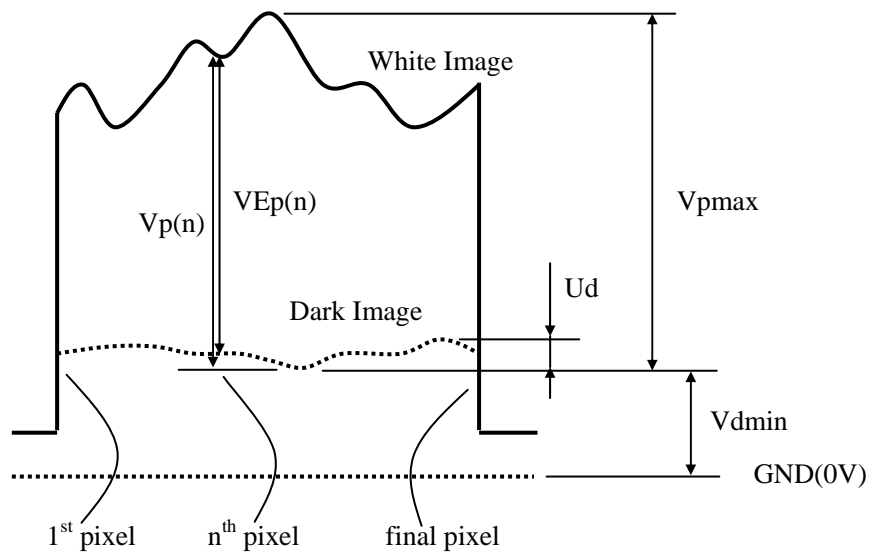 White Image
Vp(n)
VEp(n)
Vpmax
Ud
Dark Image
Vdmin
GND(0V)
1st pixel
nth pixel
final pixel